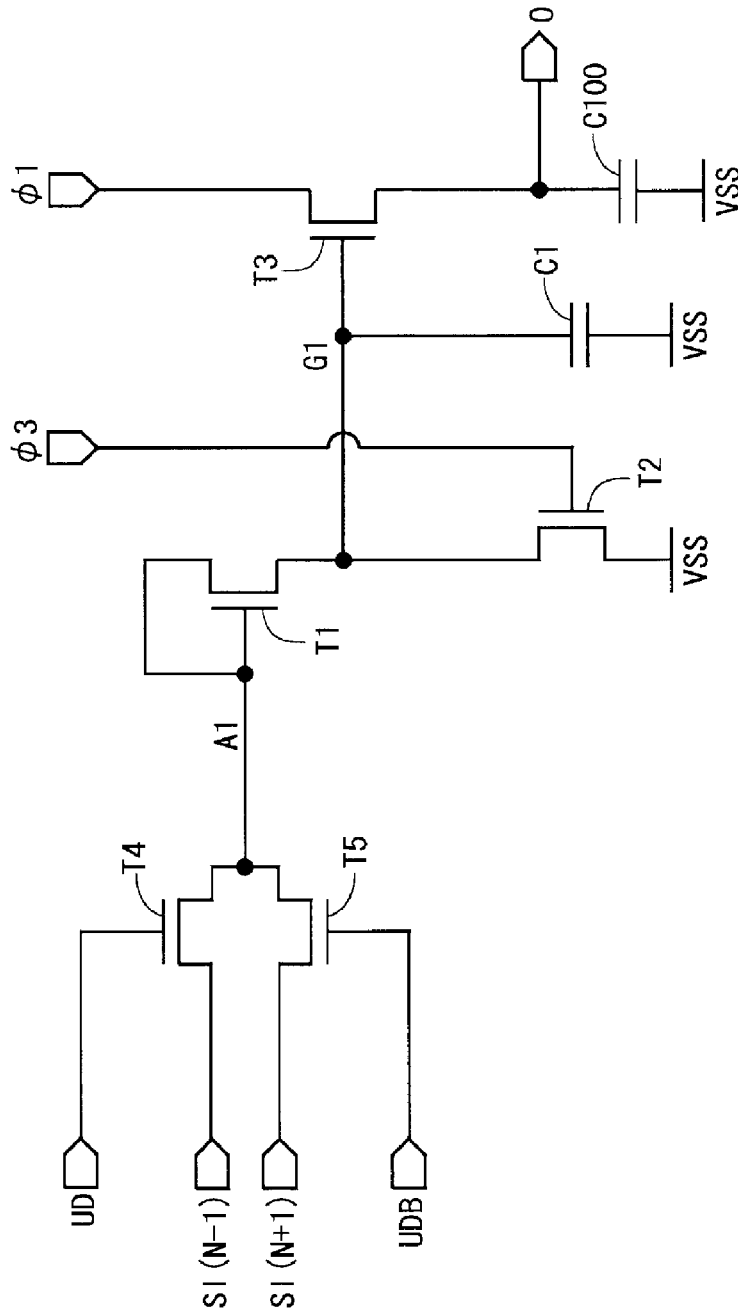 φ1
φ3
O
T3
G1
C100
VSS
C1
VSS
T2
VSS
T1
A1
T4
T5
UD
SI(N-1)
SI(N+1)
UDB